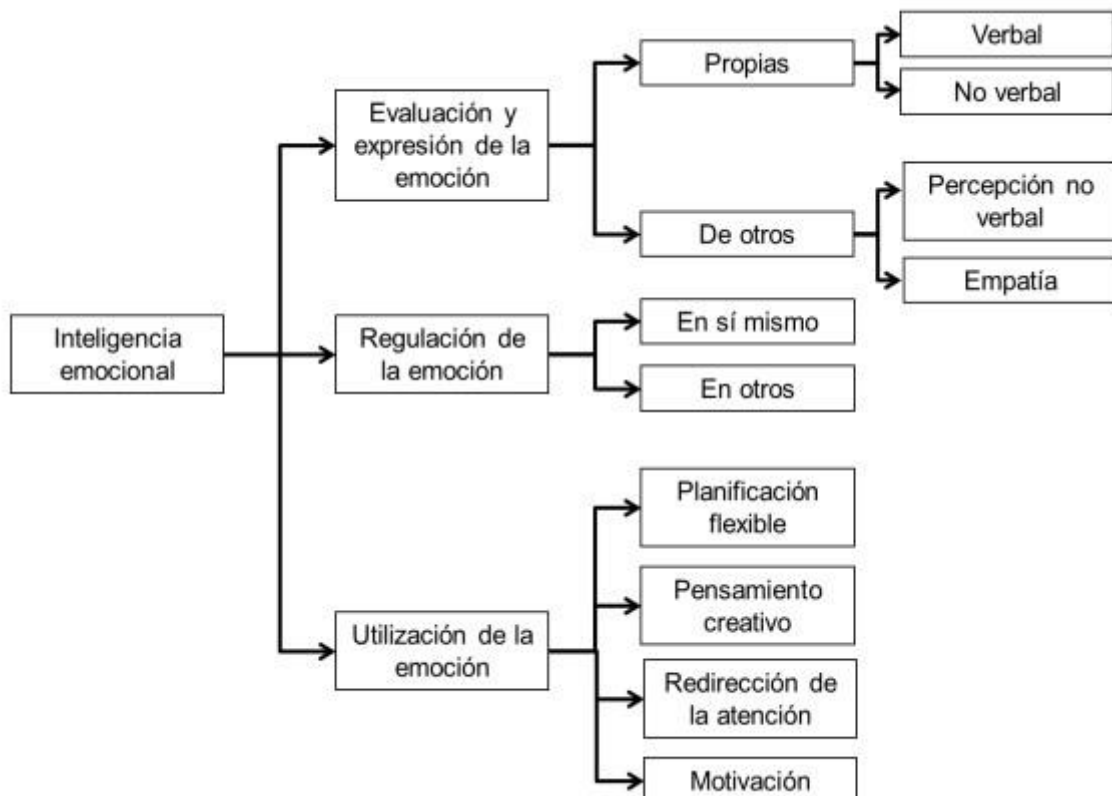 Verbal
Propias
No verbal
Evaluación y
expresión de la
emoción
Percepción no
verbal
De otros
Empatía
Inteligencia
emocional
Regulación de
la emoción
En sí mismo
En otros
Planificación
flexible
Pensamiento
creativo
Utilización de la
emoción
Redirección de
la atención
Motivación